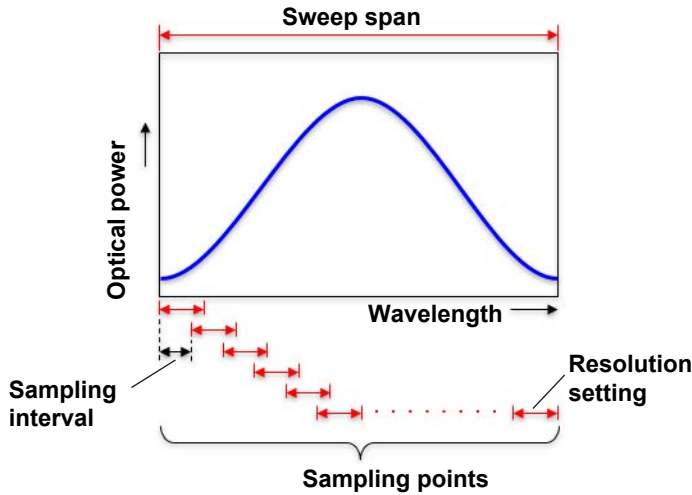 Sweep span
Optical power
Wavelength
Sampling
interval
Resolution
setting
Sampling points